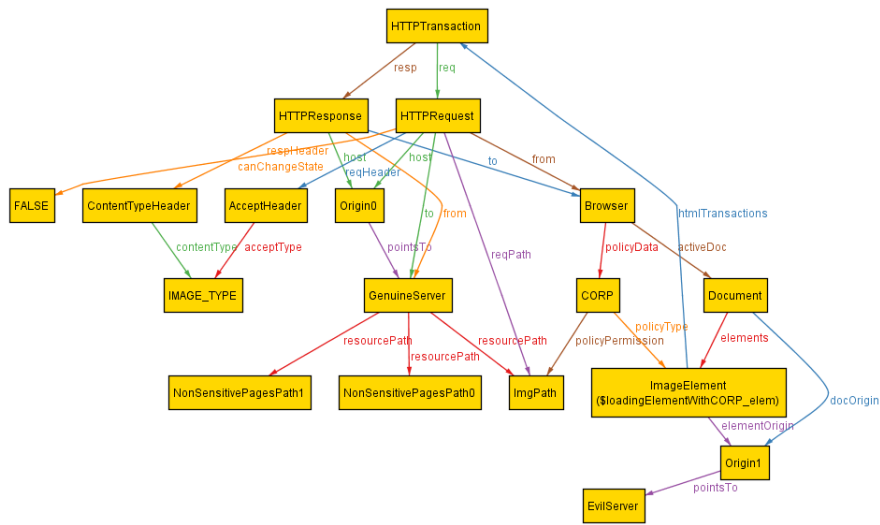 HTTPTransaction
resp
req
HTTPResponse
HTTPRequest
respHeader
host
host
to
from
canChangeState
reqHeader
FALSE
ContentTypeHeader
AcceptHeader
Origin0
to
from
Browser
htmlTransactions
contentType
acceptType
pointsTo
reqPath
policyData
activeDoc
IMAGE_TYPE
GenuineServer
CORP
Document
policyType
resourcePath
resourcePath
resourcePath
policyPermission
elements
NonSensitivePagesPath1
NonSensitivePagesPath0
ImgPath
ImageElement
($loadingElementWithCORP_elem)
docOrigin
elementOrigin
Origin1
pointsTo
EvilServer